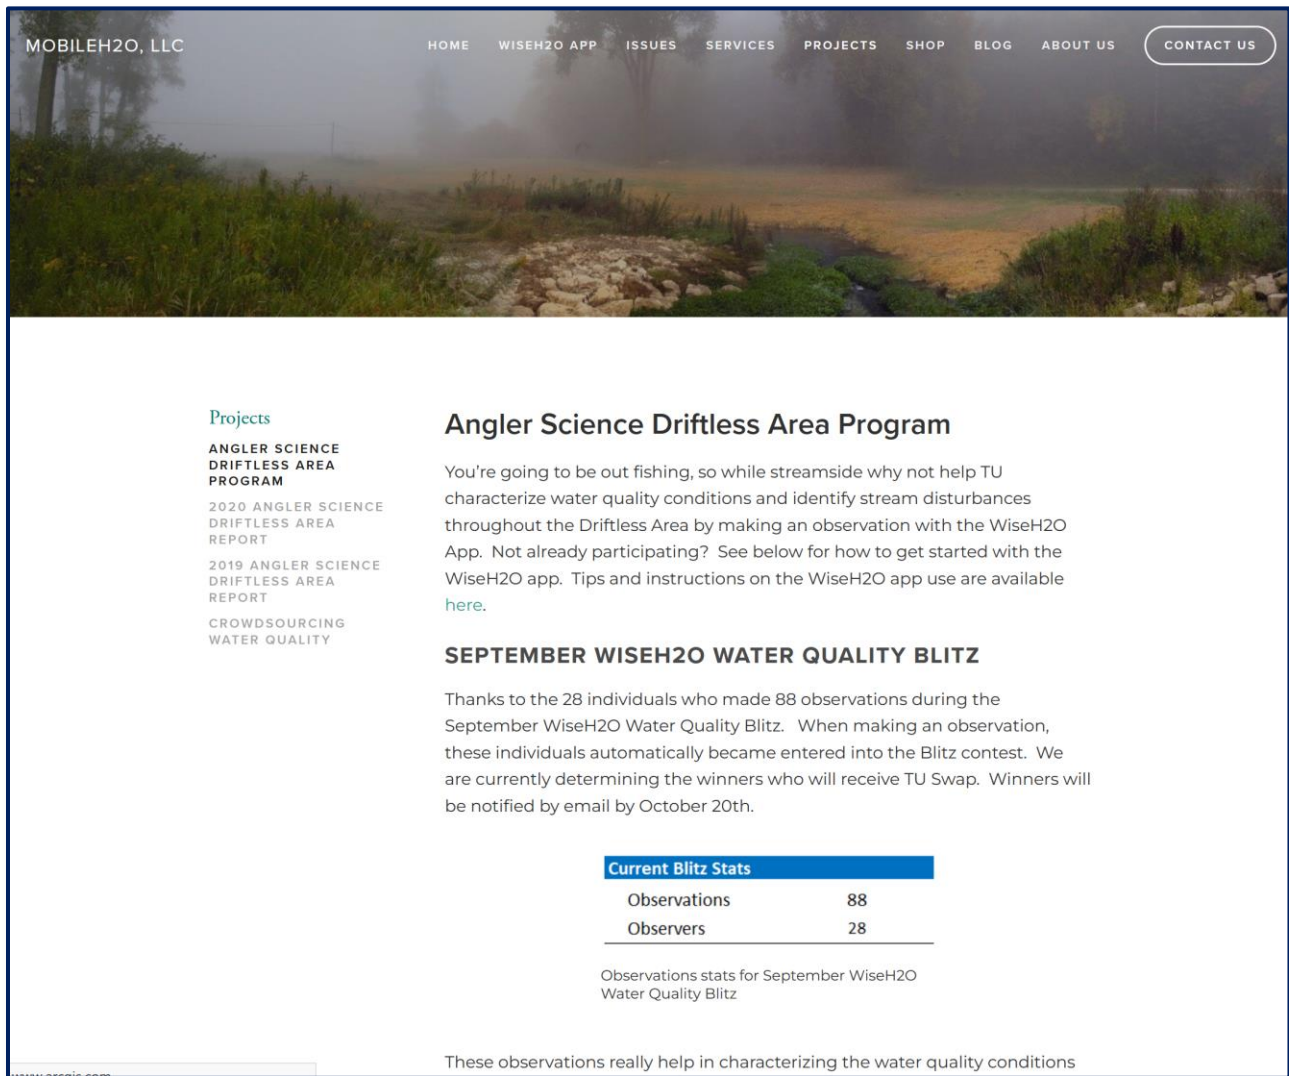 MOBILEH2O, LLC
HOME WISEH2O APP ISSUES SERVICES PROJECTS SHOP BLOG ABOUT US CONTACT US
Projects
ANGLER SCIENCE
DRIFTLESS AREA
PROGRAM
2020 ANGLER SCIENCE
DRIFTLESS AREA
REPORT
2019 ANGLER SCIENCE
DRIFTLESS AREA
REPORT
CROWDSOURCING
WATER QUALITY
Angler Science Driftless Area Program
You're going to be out fishing, so while streamside why not help TU
characterize water quality conditions and identify stream disturbances
throughout the Driftless Area by making an observation with the WiseH2O
App.  Not already participating?  See below for how to get started with the
WiseH2O app.  Tips and instructions on the WiseH2O app use are available
here.
SEPTEMBER WISEH2O WATER QUALITY BLITZ
Thanks to the 28 individuals who made 88 observations during the
September WiseH2O Water Quality Blitz.   When making an observation,
these individuals automatically became entered into the Blitz contest.  We
are currently determining the winners who will receive TU Swap.  Winners will
be notified by email by October 20th.
Current Blitz Stats
Observations 88
Observers 28
Observations stats for September WiseH2O
Water Quality Blitz
These observations really help in characterizing the water quality conditions
www.arcgis.com